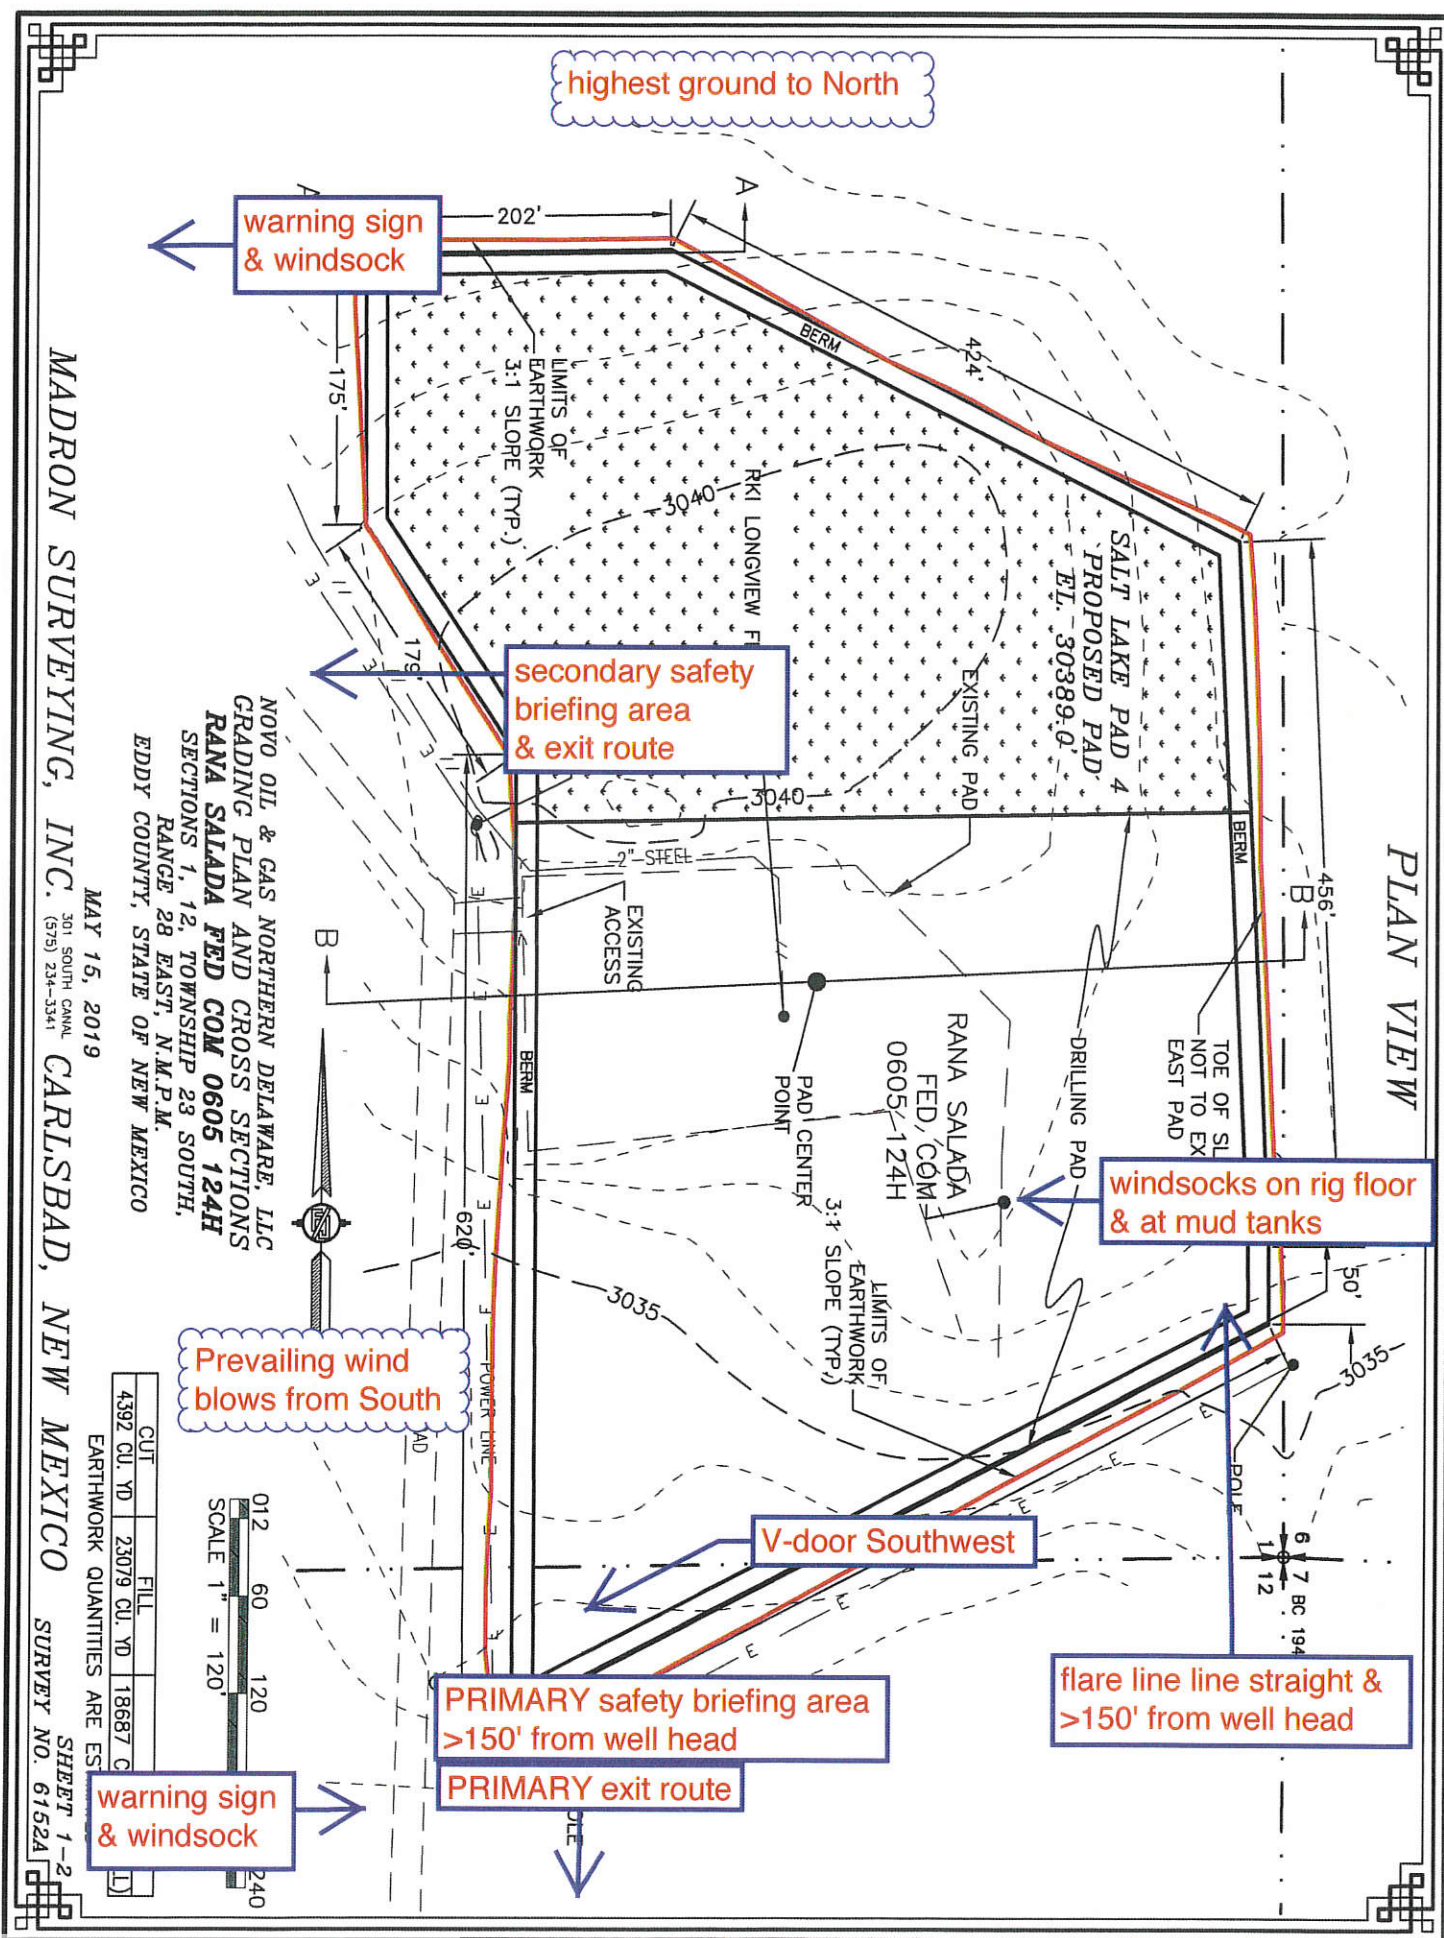 highest ground to North
warning sign
& windsock
A
202'
A
424'
BERM
175'
LIMITS OF
EARTHWORK
3:1 SLOPE (TYP.)
3040
RKI LONGVIEW
SALT LAKE PAD 4
PROPOSED PAD
EL. 30389.0'
EXISTING PAD
179'
secondary safety
briefing area
& exit route
3040
2"-STEEL
BERM
456'
B
B
EXISTING
ACCESS
BERM
PLAN VIEW
TOE OF
NOT TO
EAST PAD
DRILLING PAD
RANA SALADA
FED COM
0605-124H
PAD CENTER
POINT
windsocks on rig floor
& at mud tanks
3:1
SLOPE (TYP.)
LIMITS OF
EARTHWORK
50'
3035
3035
620'
POWER LINE
E
E
E
E
E
E
E
E
E
E
E
E
POLE
Prevailing wind
blows from South
V-door Southwest
6
7
1
12
BC 194
PRIMARY safety briefing area
>150' from well head
PRIMARY exit route
flare line line straight &
>150' from well head
warning sign
& windsock
NOVO OIL & GAS NORTHERN DELAWARE, LLC
GRADING PLAN AND CROSS SECTIONS
RANA SALADA FED COM 0605 124H
SECTIONS 1, 12, TOWNSHIP 23 SOUTH,
RANGE 28 EAST, N.M.P.M.
EDDY COUNTY, STATE OF NEW MEXICO
MAY 15, 2019
012 60 120 240
SCALE 1" = 120'
CUT FILL
4392 CU. YD 23079 CU. YD 18687
EARTHWORK QUANTITIES ARE
SHEET 1-2
MADRON SURVEYING, INC. 301 SOUTH CANAL (575) 234-3341 CARLSBAD, NEW MEXICO
SURVEY NO. 6152A